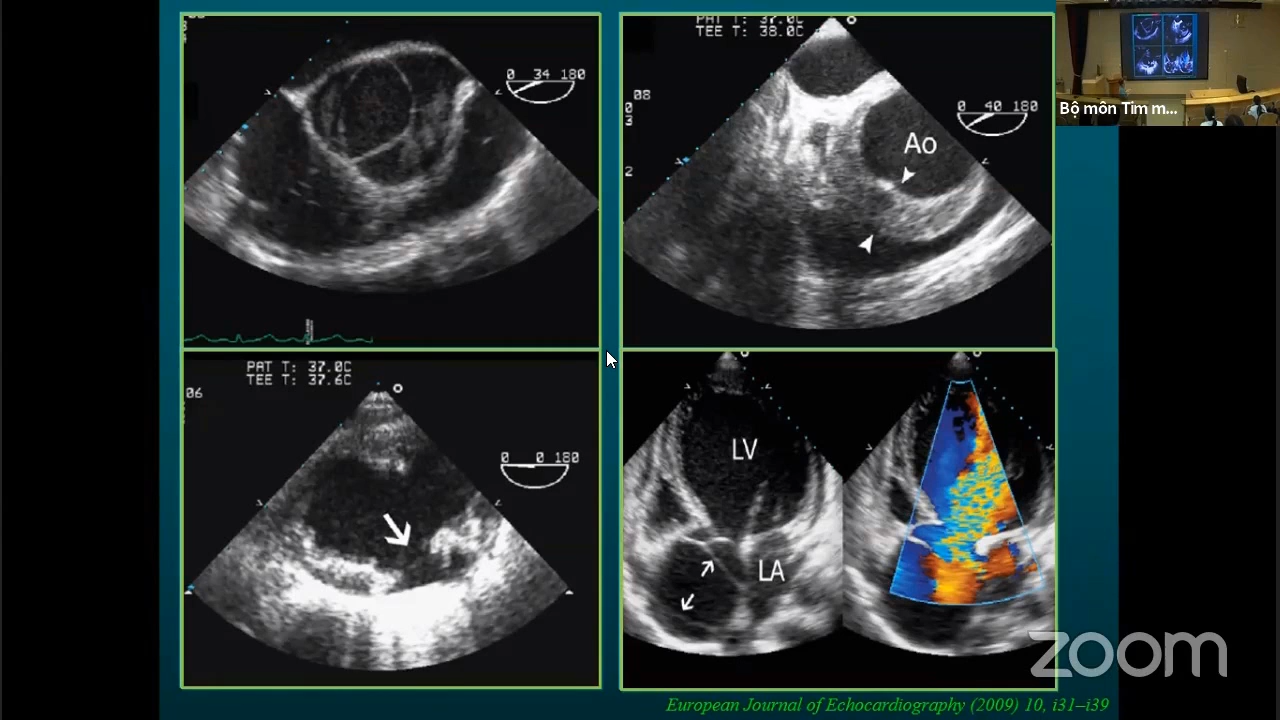 0 34 180
PAT T: 37.0C
TEE T: 38.0C
08
0
3
2
0 40 180
Ao
Bộ môn Tim m...
PAT T: 37.0C
TEE T: 37.6C
06
0 0 180
LV
LA
zoom
European Journal of Echocardiography (2009) 10, i31–i39